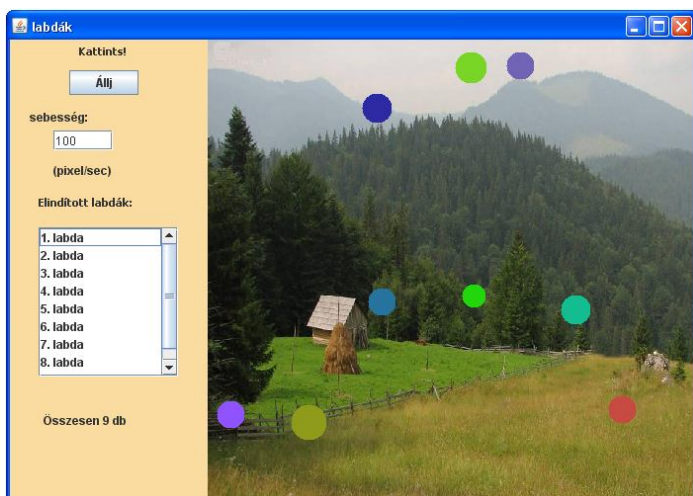 labdák
Kattints!
Állj
sebesség:
100
(pixel/sec)
Elindított labdák:
1. labda
2. labda
3. labda
4. labda
5. labda
6. labda
7. labda
8. labda
Összesen 9 db